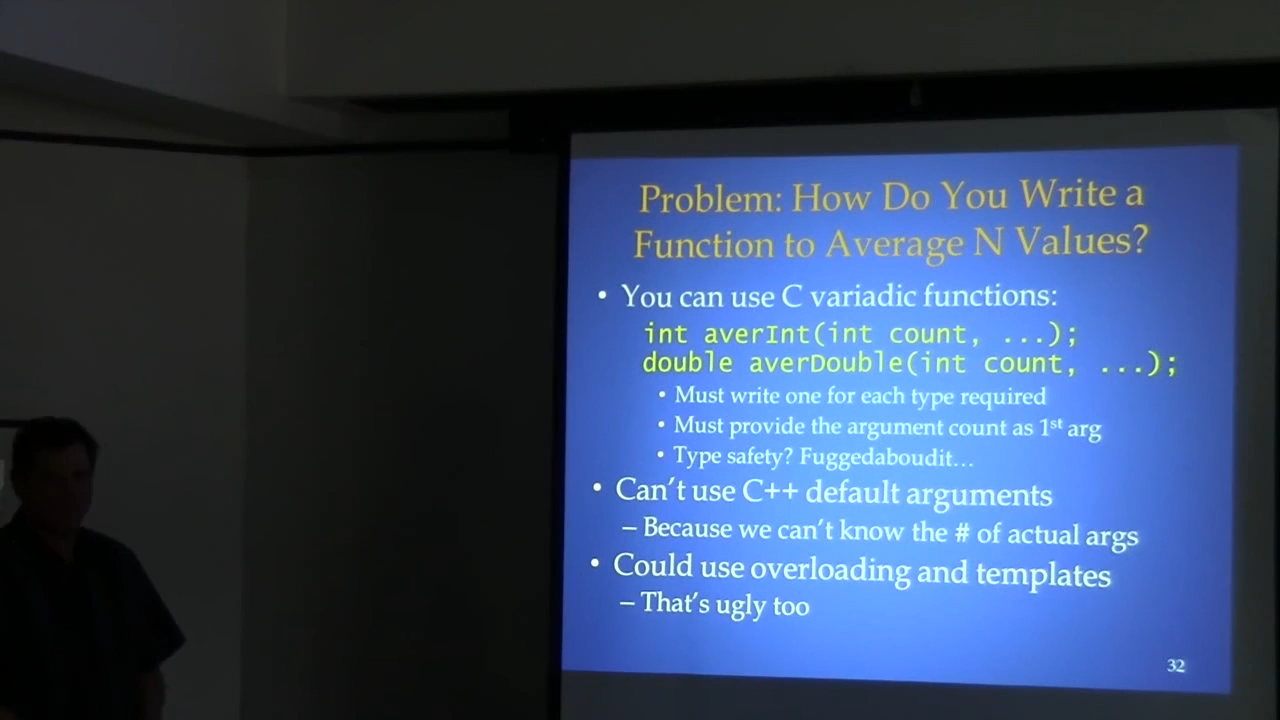 Problem: How Do You Write a
Function to Average N Values?
• You can use C variadic functions:
int averInt(int count, ...);
double averDouble(int count, ...);
• Must write one for each type required
• Must provide the argument count as 1st arg
• Type safety? Fuggedaboudit…
• Can't use C++ default arguments
– Because we can't know the # of actual args
• Could use overloading and templates
– That's ugly too
32